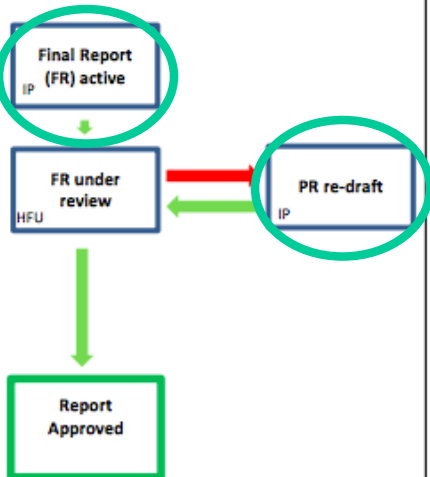 Final Report
(FR) active
IP
FR under
review
HFU
PR re-draft
IP
Report
Approved